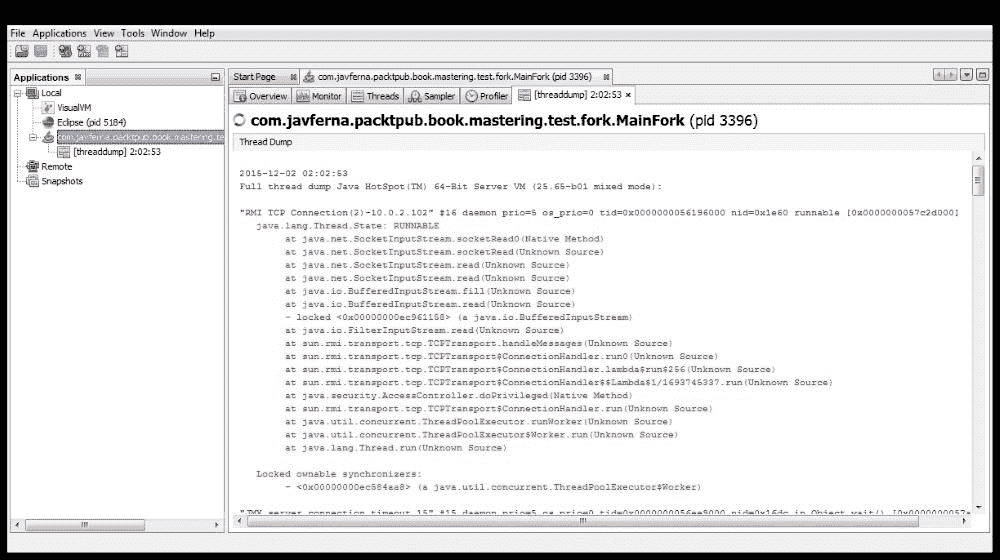 File Applications View Tools Window Help
Applications
Local
VisualVM
Eclipse (pid 5184)
com.javferna.packtpub.book.mastering.te
[threaddump] 2:02:53
Remote
Snapshots
Start Page com.javferna.packtpub.book.mastering.test.fork.MainFork (pid 3396)
Overview Monitor Threads Sampler Profiler [threaddump] 2:02:53
com.javferna.packtpub.book.mastering.test.fork.MainFork (pid 3396)
Thread Dump
2015-12-02 02:02:53
Full thread dump Java HotSpot(TM) 64-Bit Server VM (25.65-b01 mixed mode):
"RMI TCP Connection(2)-10.0.2.102" #16 daemon prio=5 os_prio=0 tid=0x0000000056196000 nid=0x1e60 runnable [0x0000000057c2d000]
java.lang.Thread.State: RUNNABLE
at java.net.SocketInputStream.socketRead0(Native Method)
at java.net.SocketInputStream.socketRead(Unknown Source)
at java.net.SocketInputStream.read(Unknown Source)
at java.net.SocketInputStream.read(Unknown Source)
at java.io.BufferedInputStream.fill(Unknown Source)
at java.io.BufferedInputStream.read(Unknown Source)
- locked <0x00000000ec961158> (a java.io.BufferedInputStream)
at java.io.FilterInputStream.read(Unknown Source)
at sun.rmi.transport.tcp.TCPTransport.handleMessages(Unknown Source)
at sun.rmi.transport.tcp.TCPTransport$ConnectionHandler.run0(Unknown Source)
at sun.rmi.transport.tcp.TCPTransport$ConnectionHandler.lambda$run$256(Unknown Source)
at sun.rmi.transport.tcp.TCPTransport$ConnectionHandler$$Lambda$1/1693745337.run(Unknown Source)
at java.security.AccessController.doPrivileged(Native Method)
at sun.rmi.transport.tcp.TCPTransport$ConnectionHandler.run(Unknown Source)
at java.util.concurrent.ThreadPoolExecutor.runWorker(Unknown Source)
at java.util.concurrent.ThreadPoolExecutor$Worker.run(Unknown Source)
at java.lang.Thread.run(Unknown Source)
Locked ownable synchronizers:
- <0x00000000ec584aa8> (a java.util.concurrent.ThreadPoolExecutor$Worker)
"JMX server connection timeout 15" #15 daemon prio=5 os_prio=0 in Object.wait()